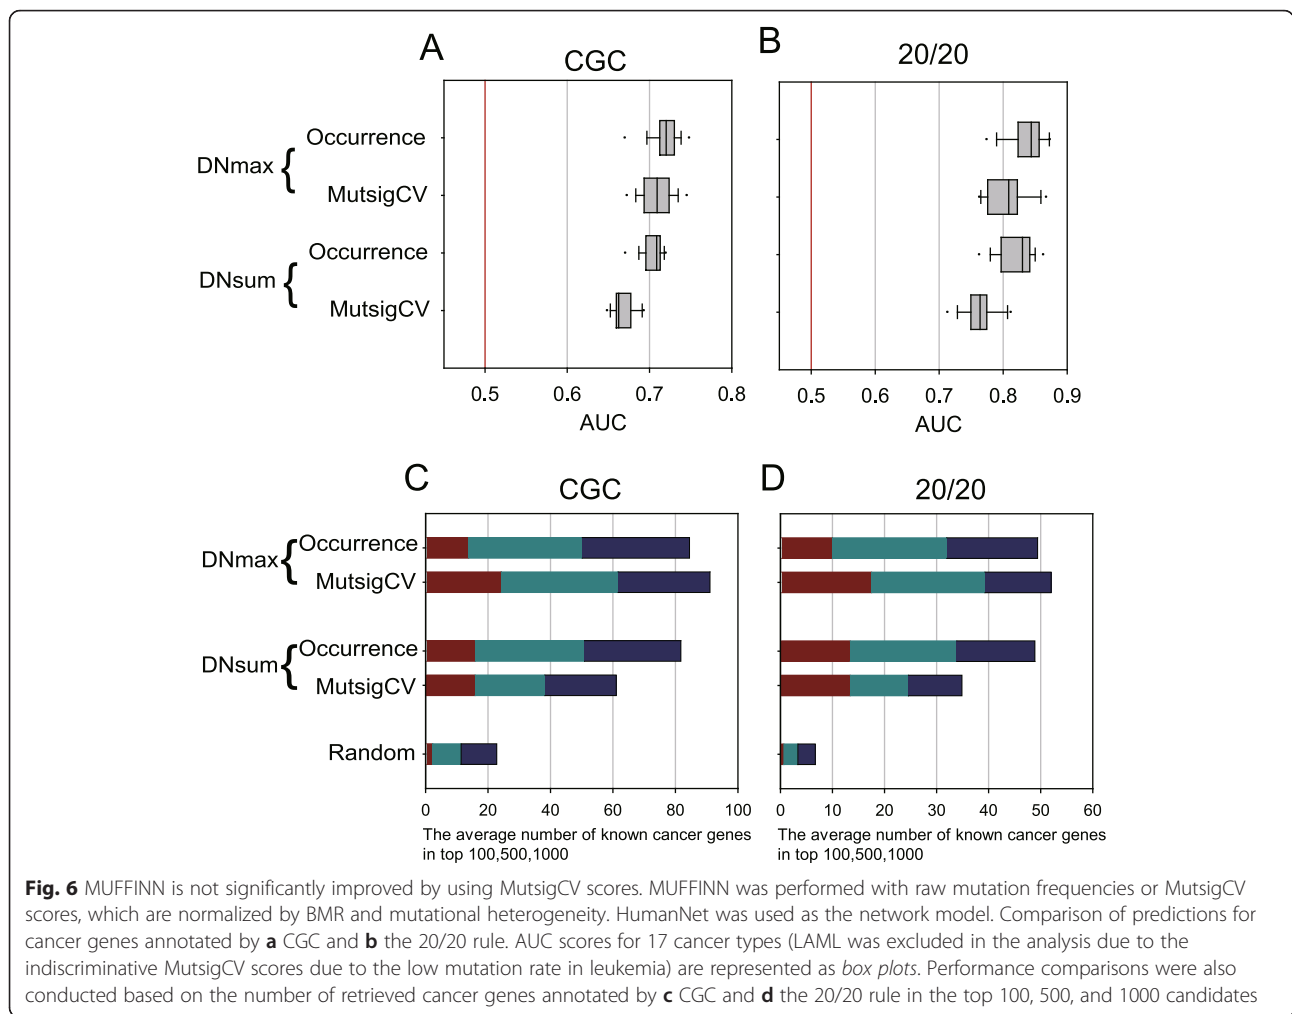 A
CGC
B
20/20
DNmax { Occurrence
MutsigCV
DNsum { Occurrence
MutsigCV
0.5 0.6 0.7 0.8
AUC
0.5 0.6 0.7 0.8 0.9
AUC
C
CGC
D
20/20
DNmax { Occurrence
MutsigCV
DNsum { Occurrence
MutsigCV
Random
0 20 40 60 80 100
The average number of known cancer genes
in top 100,500,1000
0 10 20 30 40 50 60
The average number of known cancer genes
in top 100,500,1000
Fig. 6 MUFFINN is not significantly improved by using MutsigCV scores. MUFFINN was performed with raw mutation frequencies or MutsigCV
scores, which are normalized by BMR and mutational heterogeneity. HumanNet was used as the network model. Comparison of predictions for
cancer genes annotated by a CGC and b the 20/20 rule. AUC scores for 17 cancer types (LAML was excluded in the analysis due to the
indiscriminative MutsigCV scores due to the low mutation rate in leukemia) are represented as box plots. Performance comparisons were also
conducted based on the number of retrieved cancer genes annotated by c CGC and d the 20/20 rule in the top 100, 500, and 1000 candidates